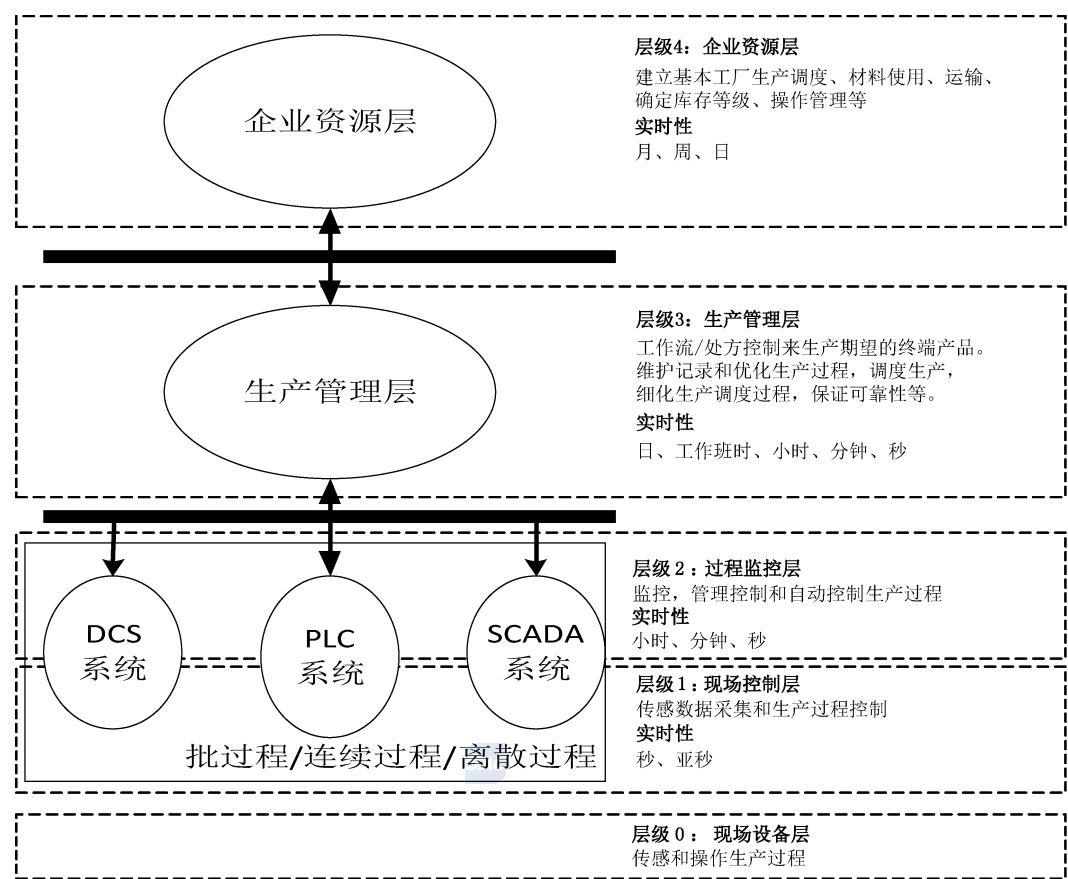 企业资源层
层级4：企业资源层
建立基本工厂生产调度、材料使用、运输、
确定库存等级、操作管理等
实时性
月、周、日
生产管理层
层级3：生产管理层
工作流/处方控制来生产期望的终端产品。
维护记录和优化生产过程，调度生产，
细化生产调度过程，保证可靠性等。
实时性
日、工作班时、小时、分钟、秒
DCS
系统
PLC
系统
SCADA
系统
层级 2：过程监控层
监控，管理控制和自动控制生产过程
实时性
小时、分钟、秒
批过程/连续过程/离散过程
层级1：现场控制层
传感数据采集和生产过程控制
实时性
秒、亚秒
层级 0： 现场设备层
传感和操作生产过程